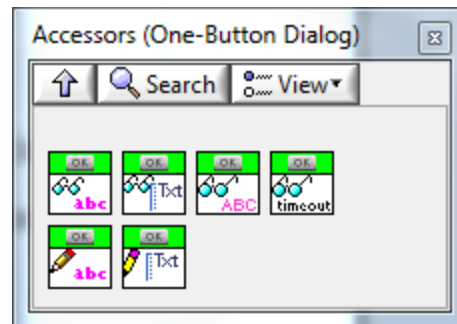 Accessors (One-Button Dialog)
Search View
OK OK OK OK
abc Txt ABC timeout
OK OK
abc Txt